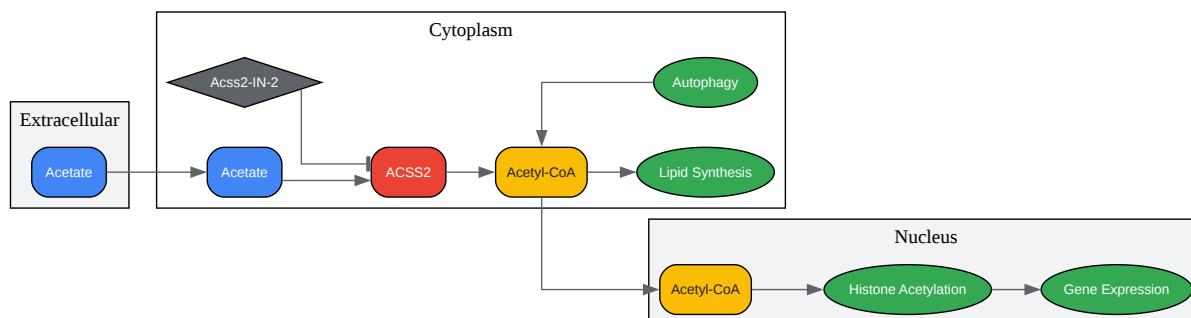 Cytoplasm
Acss2-IN-2
Autophagy
Extracellular
Acetate
Acetate
ACSS2
Acetyl-CoA
Lipid Synthesis
Nucleus
Acetyl-CoA
Histone Acetylation
Gene Expression